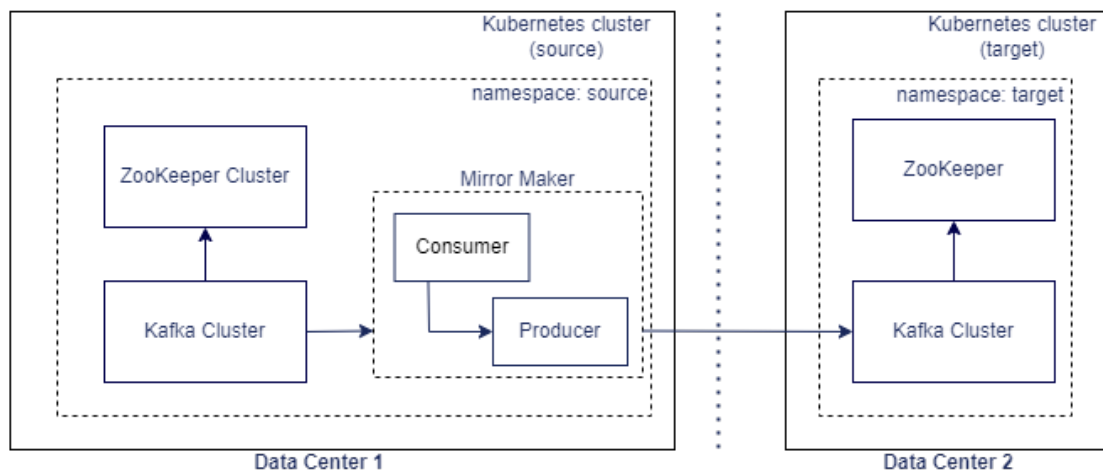 Kubernetes cluster
(source)
namespace: source
ZooKeeper Cluster
Mirror Maker
Consumer
Kafka Cluster
Producer
Data Center 1
Kubernetes cluster
(target)
namespace: target
ZooKeeper
Kafka Cluster
Data Center 2